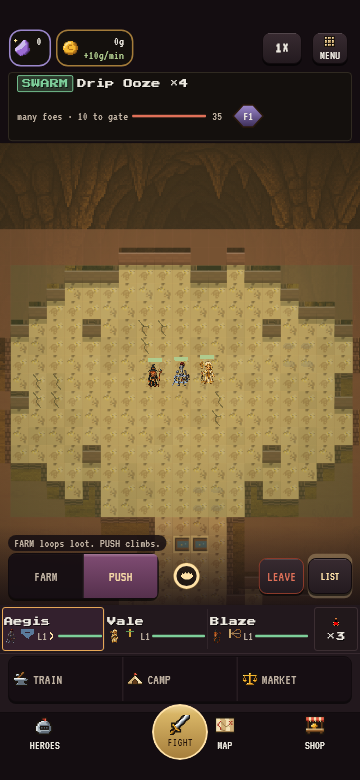 0
0g
+10g/min
1X
MENU
SWARM Drip Ooze ×4
many foes · 10 to gate 35 F1
FARM loops loot. PUSH climbs.
FARM PUSH LEAVE LIST
Aegis Vale Blaze
L1 L1 L1 ×3
TRAIN CAMP MARKET
HEROES FIGHT MAP SHOP